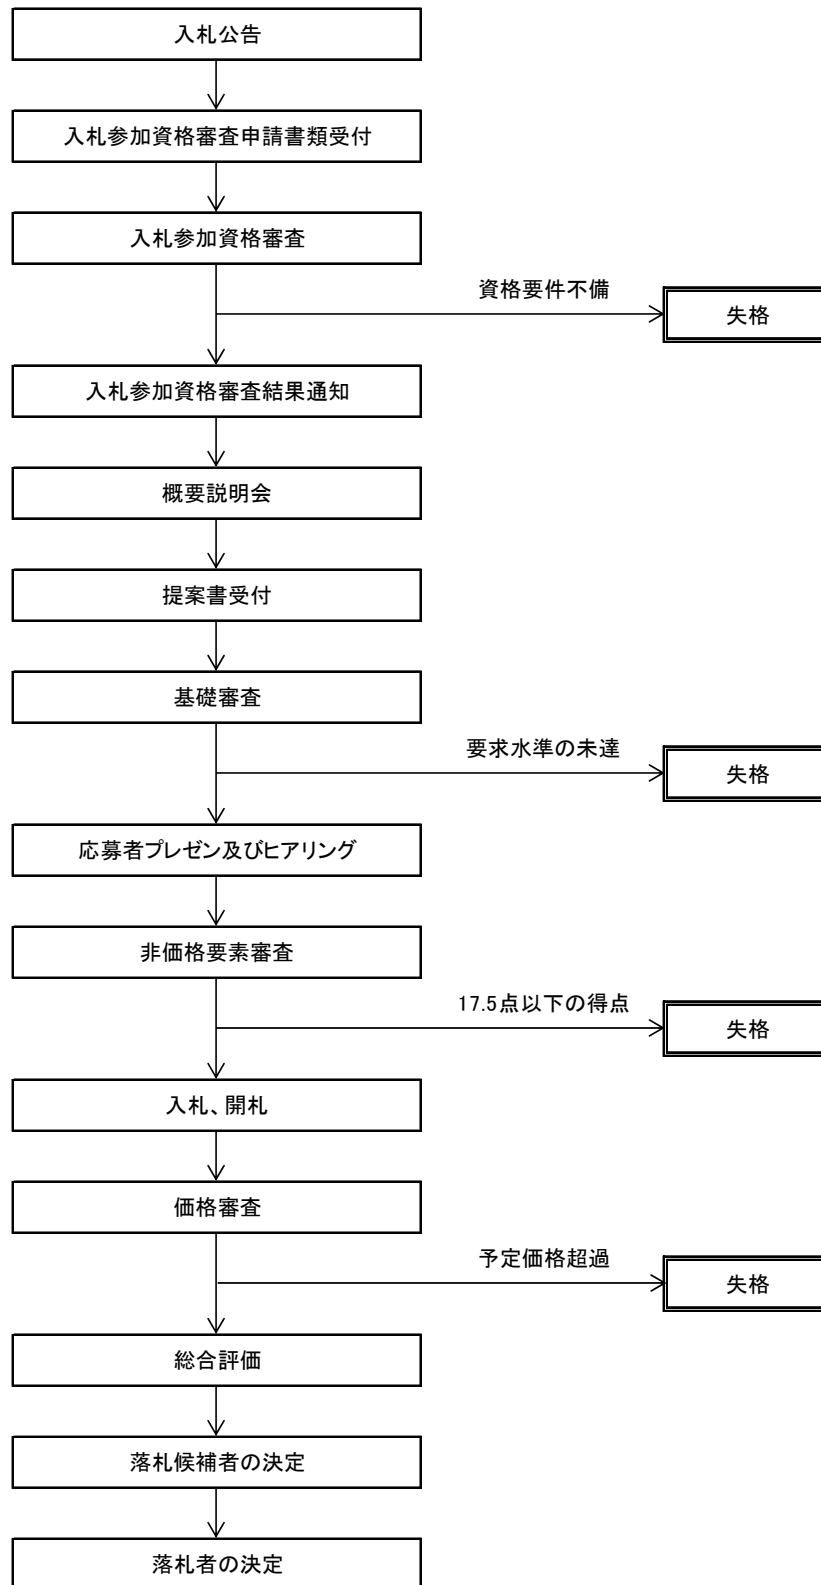 入札公告
入札参加資格審査申請書類受付
入札参加資格審査
資格要件不備
失格
入札参加資格審査結果通知
概要説明会
提案書受付
基礎審査
要求水準の未達
失格
応募者プレゼン及びヒアリング
非価格要素審査
17.5点以下の得点
失格
入札、開札
価格審査
予定価格超過
失格
総合評価
落札候補者の決定
落札者の決定